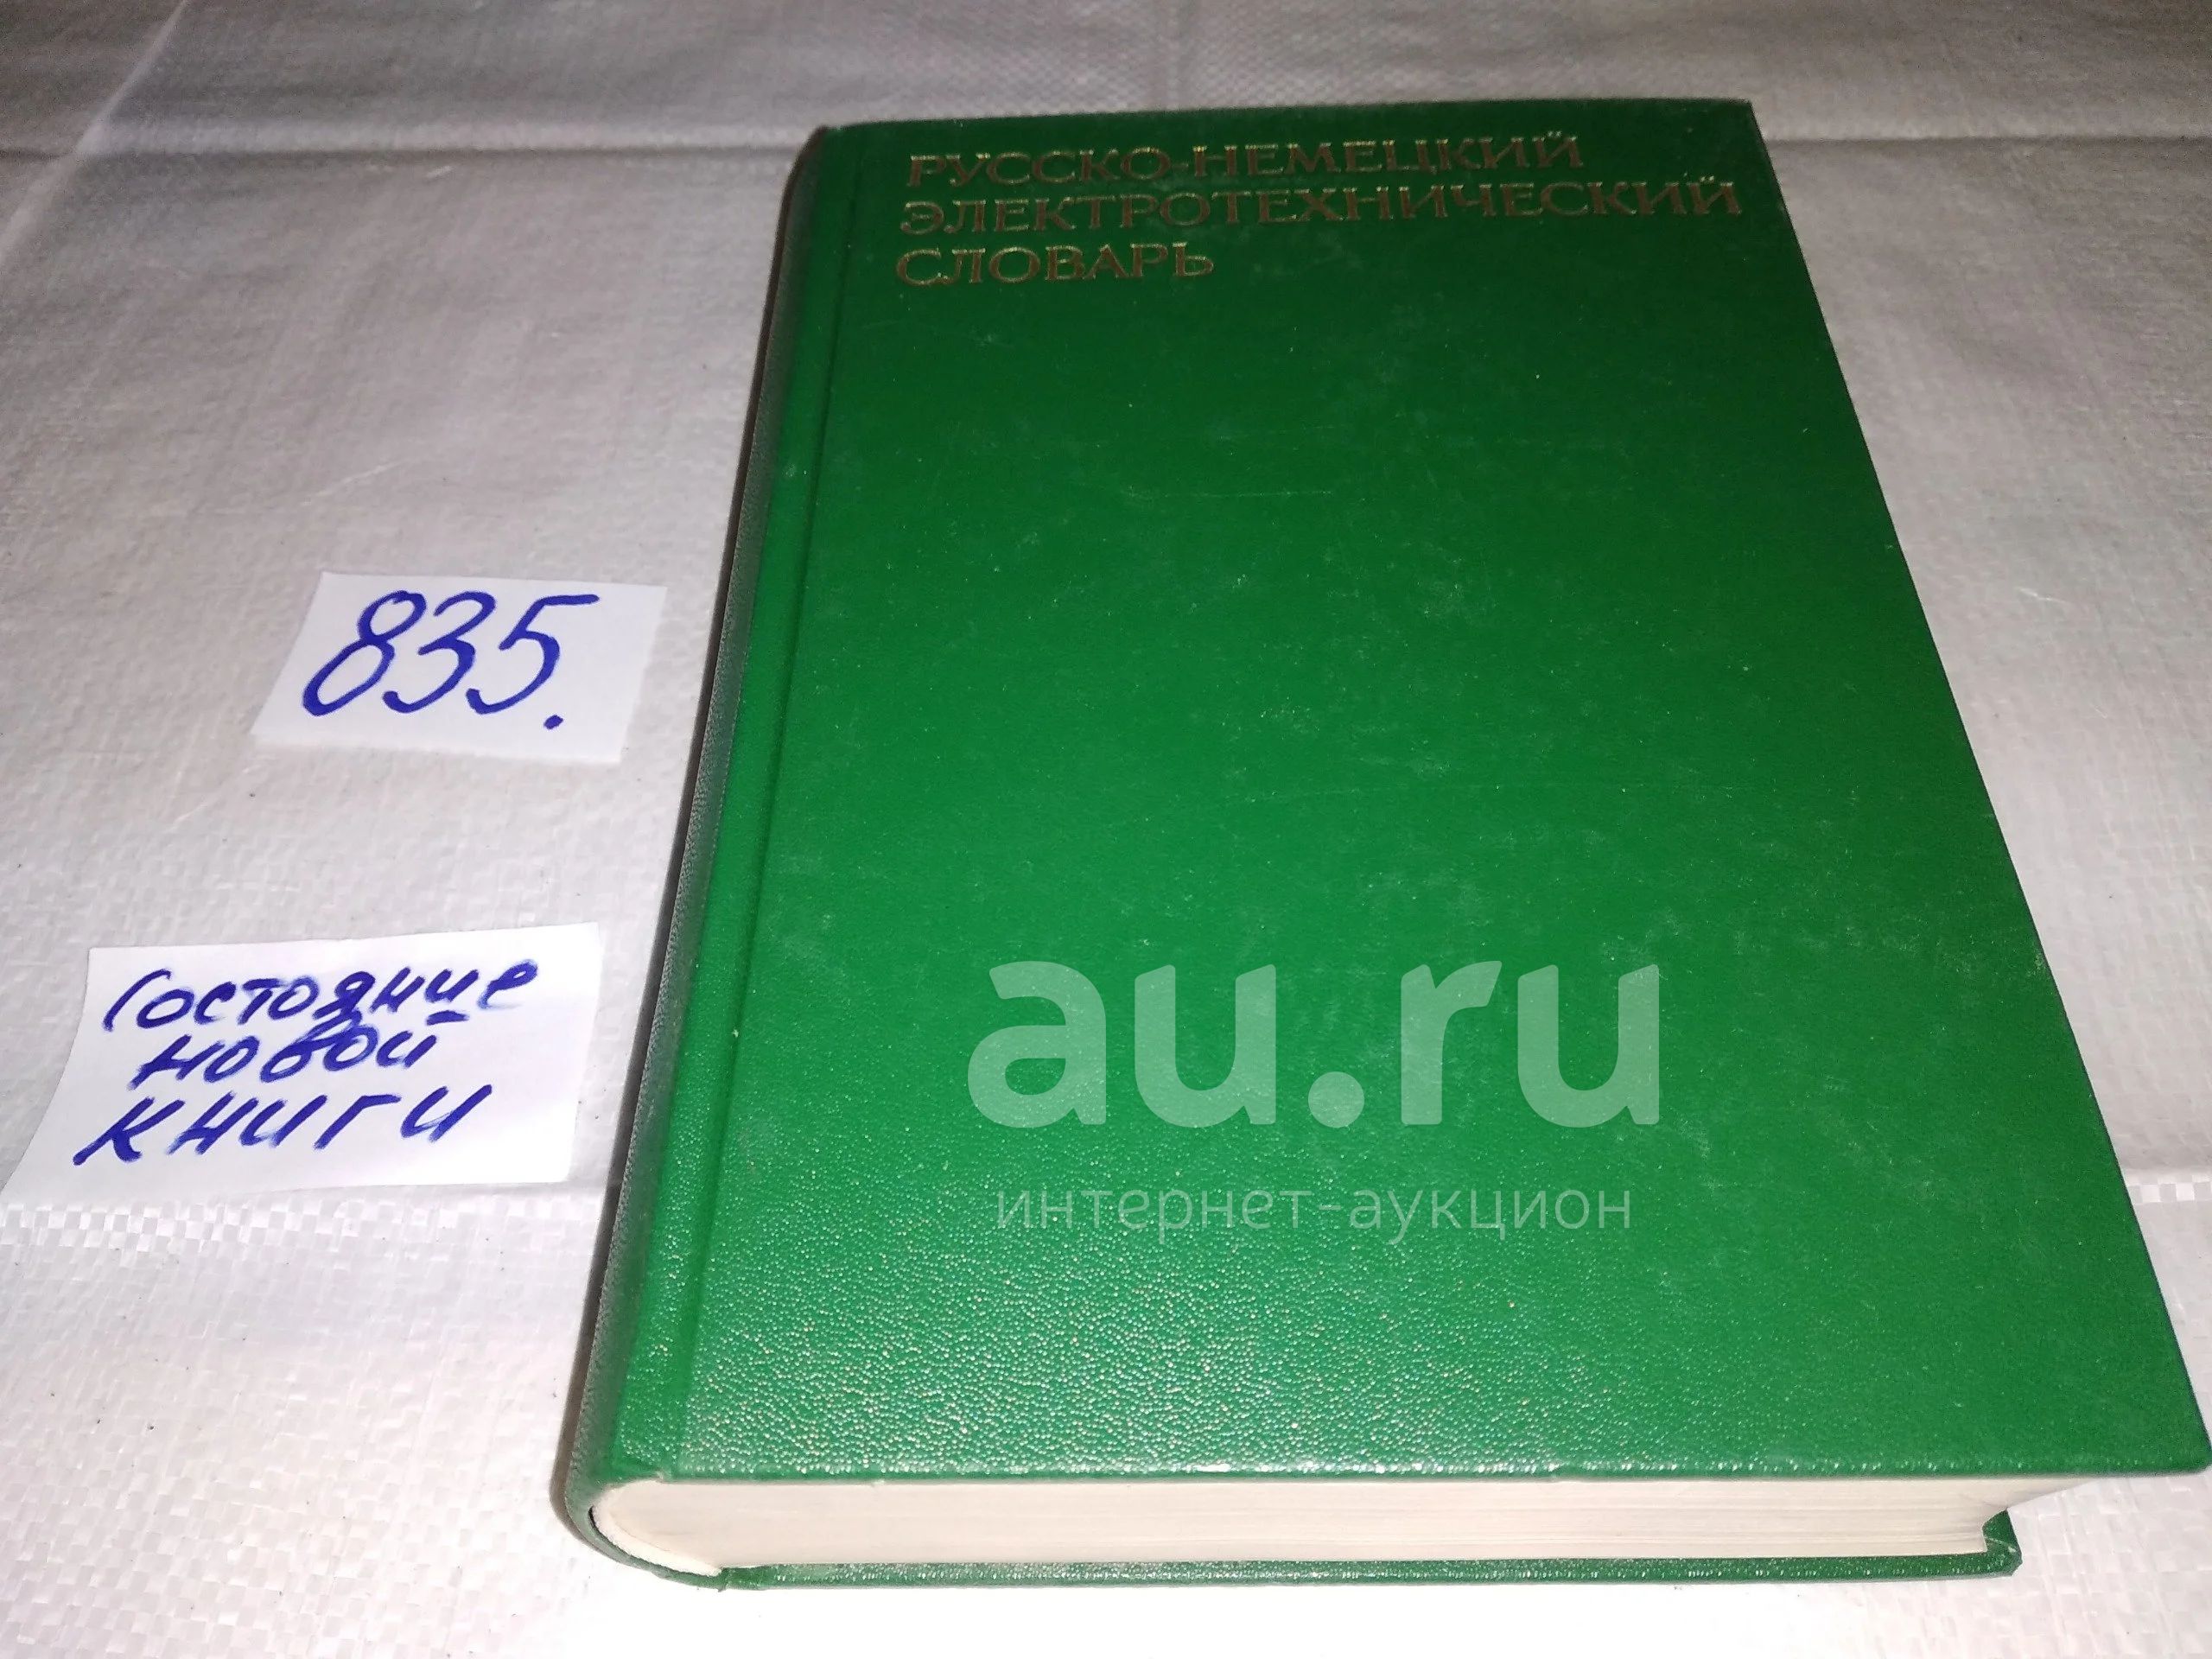 РУССКО-НЕМЕЦКИЙ
ЭЛЕКТРОТЕХНИЧЕСКИЙ
СЛОВАРЬ
835.
Состояние
новой
книги
au.ru
интернет-аукцион